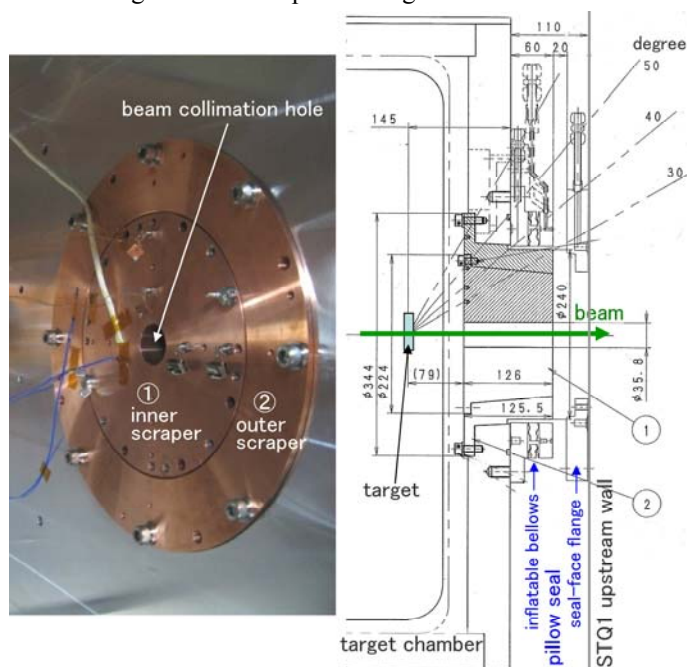 beam collimation hole
①
inner
scraper
②
outer
scraper
110
60 20
degree
50
145
40
30
φ240
beam
φ344
φ224
(79)
126
φ35.8
125.5
1
target
2
inflatable bellows
pillow seal
seal-face flange
STQ1 upstream wall
target chamber